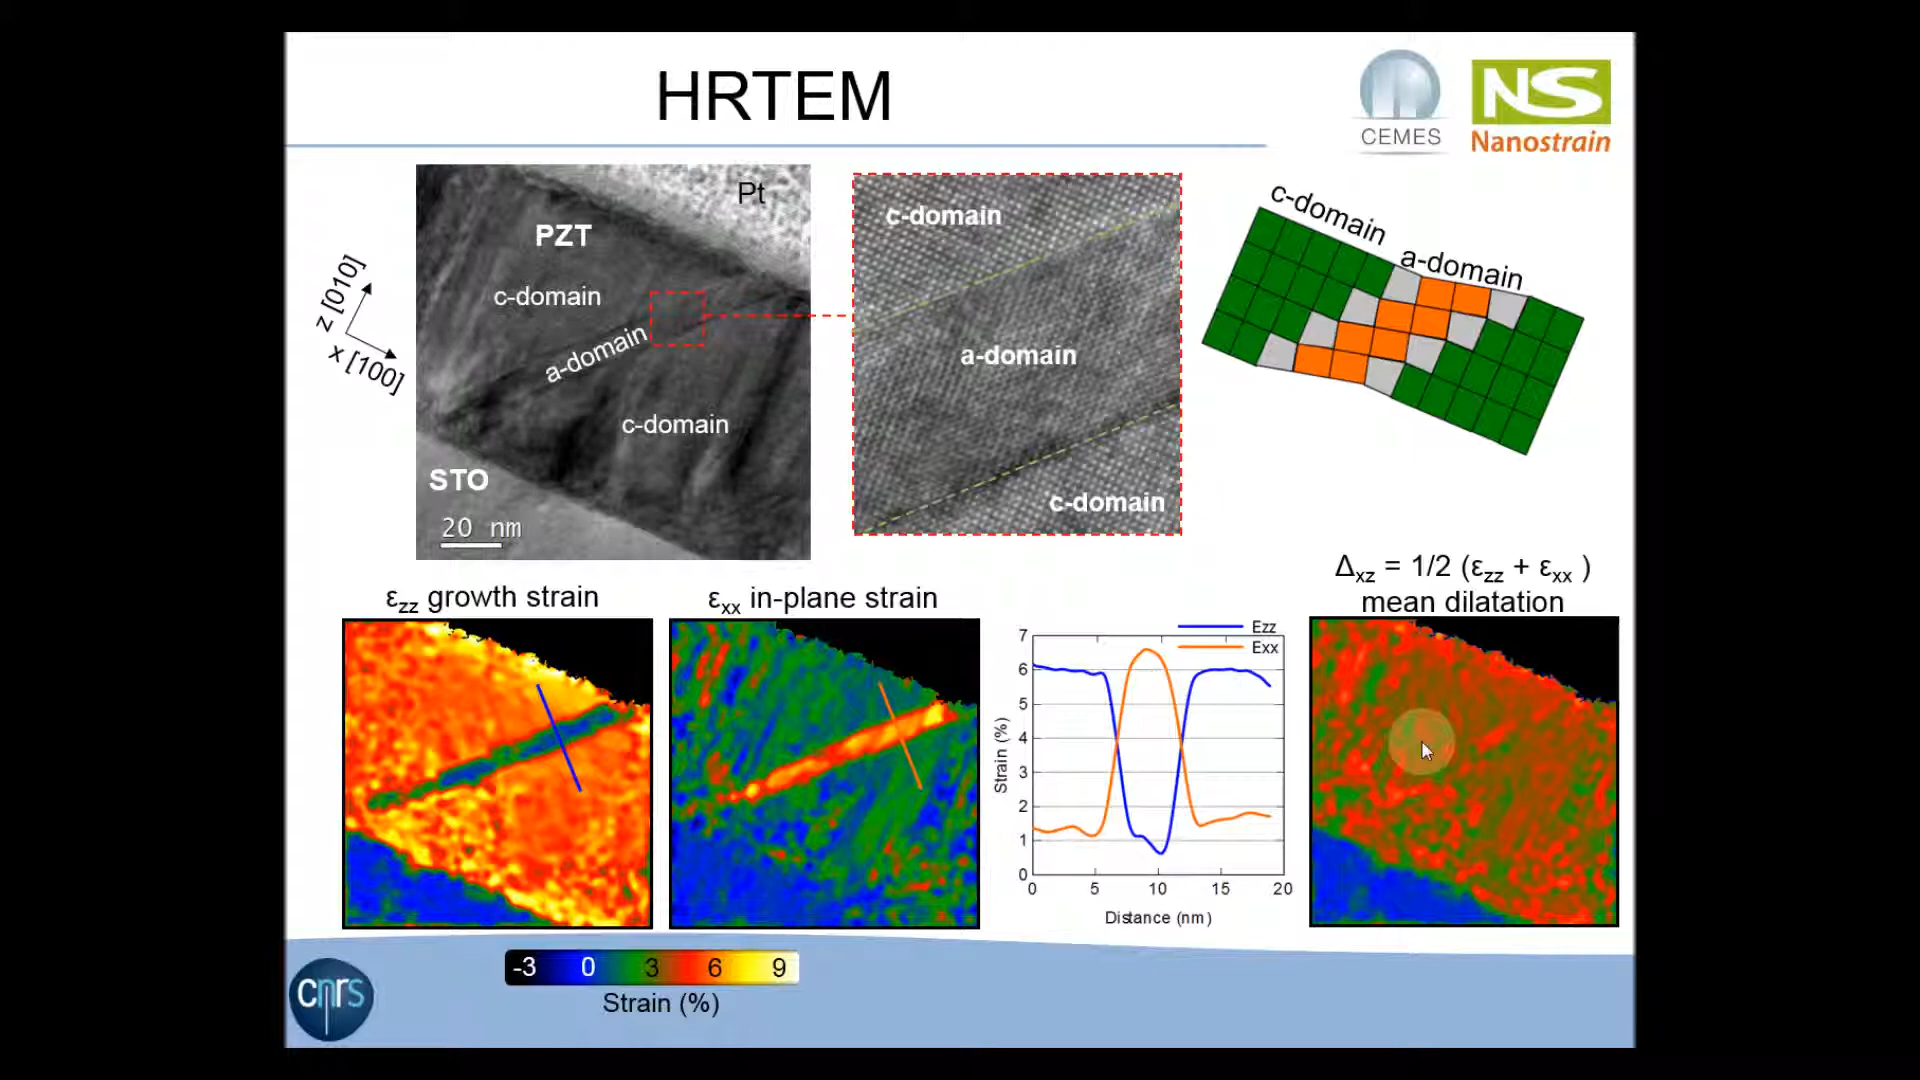 HRTEM
CEMES
NS
Nanostrain
Pt
PZT
c-domain
a-domain
c-domain
STO
20 nm
z [010]
x [100]
c-domain
a-domain
c-domain
c-domain
a-domain
εzz growth strain
εxx in-plane strain
Δxz = 1/2 (εzz + εxx )
mean dilatation
Ezz
Exx
7
6
5
4
3
2
1
0
Strain (%)
0 5 10 15 20
Distance (nm)
-3 0 3 6 9
Strain (%)
cnrs